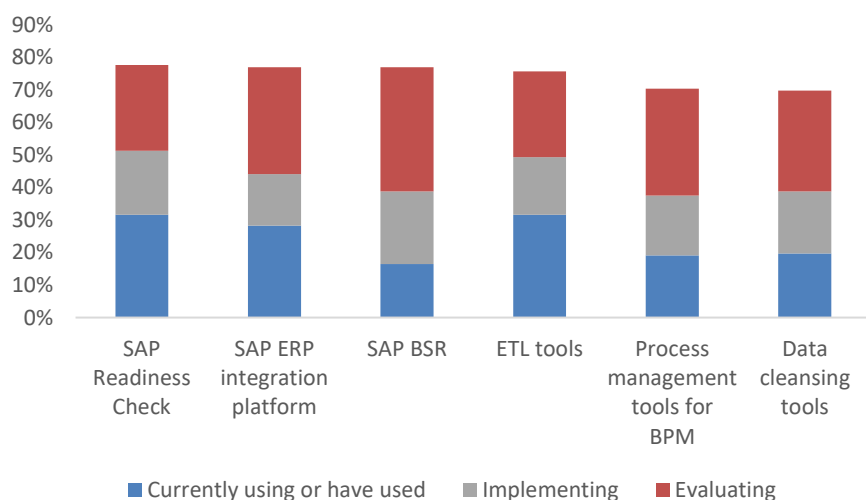 90%
80%
70%
60%
50%
40%
30%
20%
10%
0%
SAP
Readiness
Check
SAP ERP
integration
platform
SAP BSR
ETL tools
Process
management
tools for
BPM
Data
cleansing
tools
Currently using or have used
Implementing
Evaluating